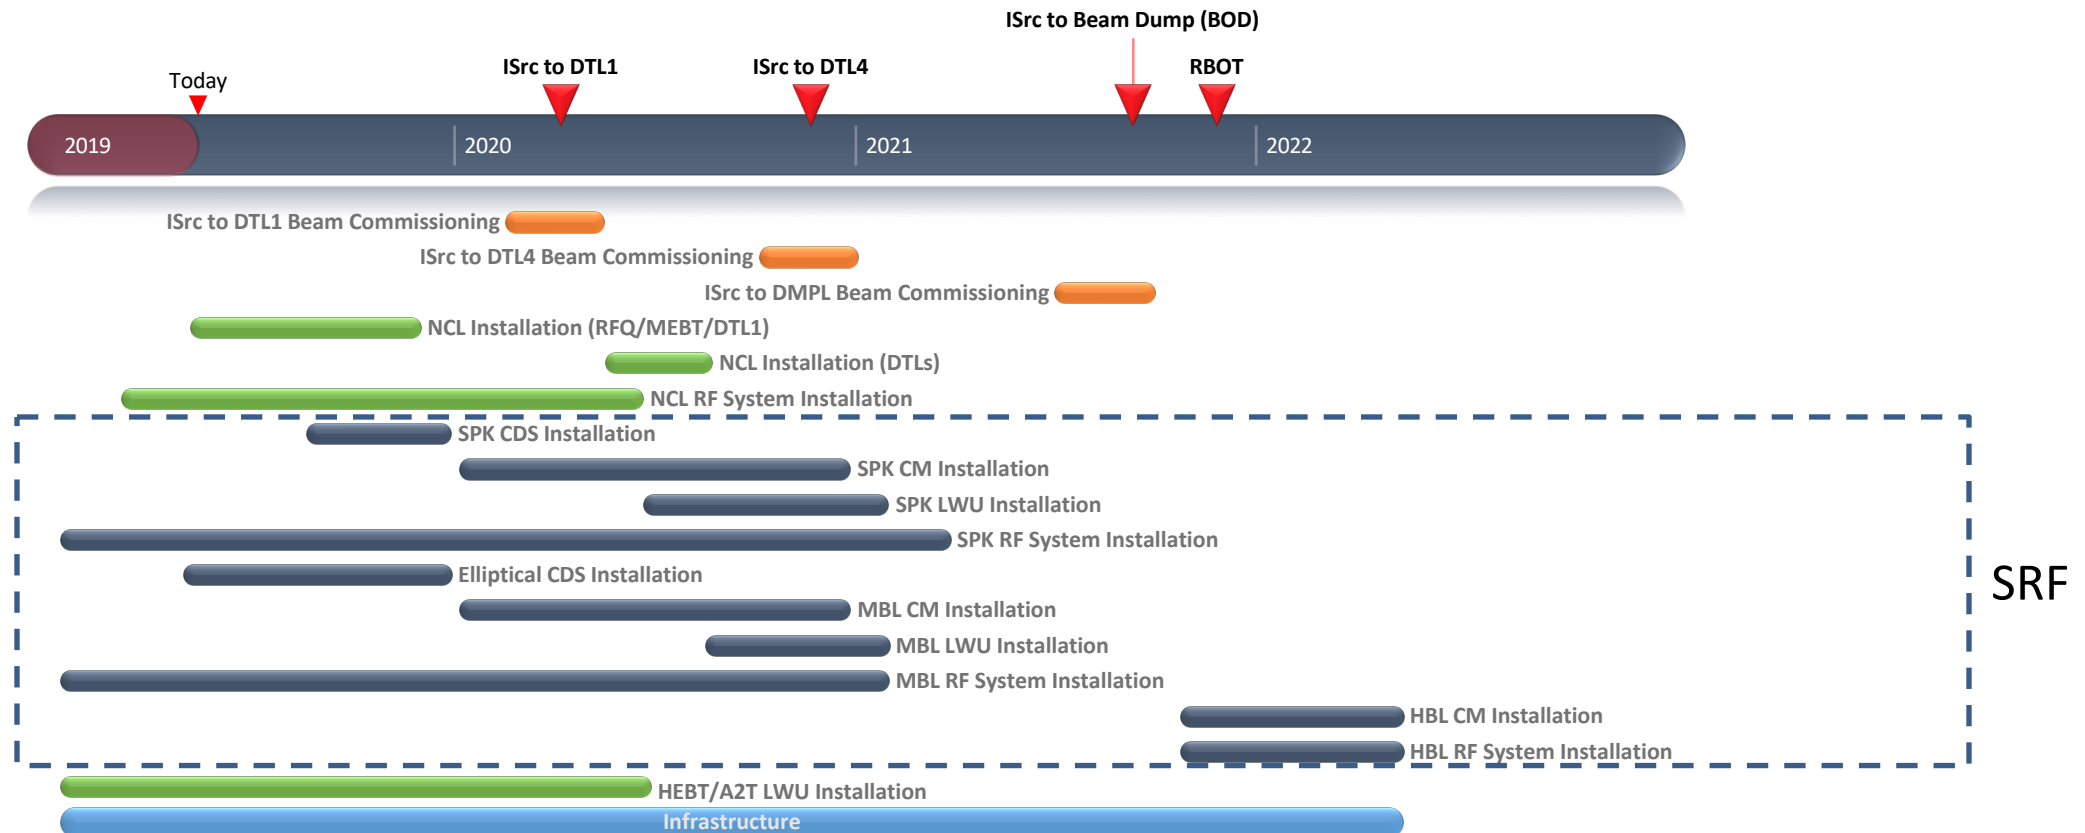 ISrc to Beam Dump (BOD)
Today
ISrc to DTL1
ISrc to DTL4
RBOT
2019
2020
2021
2022
ISrc to DTL1 Beam Commissioning
ISrc to DTL4 Beam Commissioning
ISrc to DMPL Beam Commissioning
NCL Installation (RFQ/MEBT/DTL1)
NCL Installation (DTLs)
NCL RF System Installation
SPK CDS Installation
SPK CM Installation
SPK LWU Installation
SPK RF System Installation
Elliptical CDS Installation
SRF
MBL CM Installation
MBL LWU Installation
MBL RF System Installation
HBL CM Installation
HBL RF System Installation
HEBT/A2T LWU Installation
Infrastructure